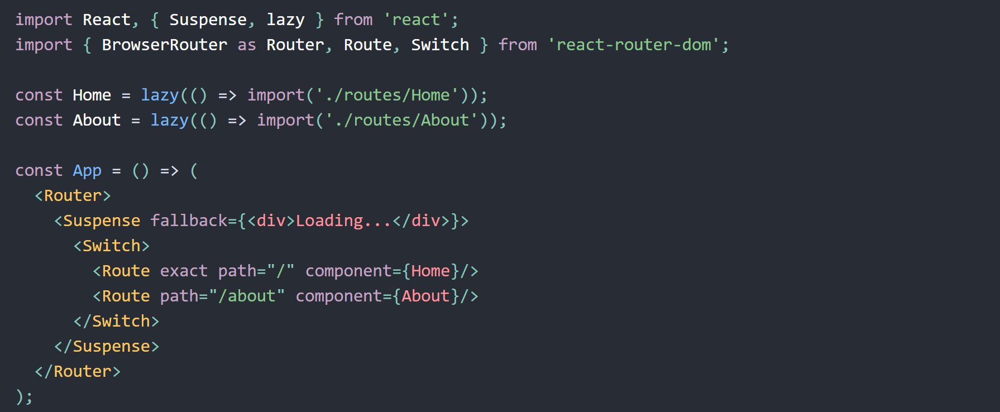 import React, { Suspense, lazy } from 'react';
import { BrowserRouter as Router, Route, Switch } from 'react-router-dom';

const Home = lazy(() => import('./routes/Home'));
const About = lazy(() => import('./routes/About'));

const App = () => (
  <Router>
    <Suspense fallback={<div>Loading...</div>}>
      <Switch>
        <Route exact path="/" component={Home}/>
        <Route path="/about" component={About}/>
      </Switch>
    </Suspense>
  </Router>
);